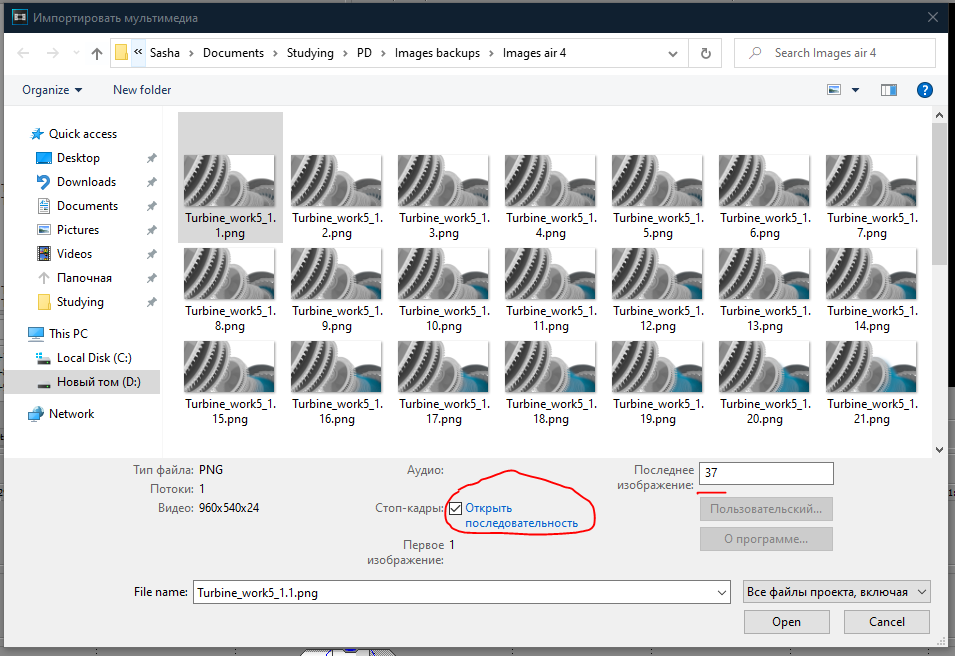 Импортировать мультимедиа
« Sasha › Documents › Studying › PD › Images backups › Images air 4
Search Images air 4
Organize
New folder
?
Quick access
Desktop
Downloads
Documents
Pictures
Videos
Папочная
Studying
This PC
Local Disk (C:)
Новый том (D:)
Network
Turbine_work5_1.
1.png
Turbine_work5_1.
2.png
Turbine_work5_1.
3.png
Turbine_work5_1.
4.png
Turbine_work5_1.
5.png
Turbine_work5_1.
6.png
Turbine_work5_1.
7.png
Turbine_work5_1.
8.png
Turbine_work5_1.
9.png
Turbine_work5_1.
10.png
Turbine_work5_1.
11.png
Turbine_work5_1.
12.png
Turbine_work5_1.
13.png
Turbine_work5_1.
14.png
Turbine_work5_1.
15.png
Turbine_work5_1.
16.png
Turbine_work5_1.
17.png
Turbine_work5_1.
18.png
Turbine_work5_1.
19.png
Turbine_work5_1.
20.png
Turbine_work5_1.
21.png
Тип файла: PNG
Потоки: 1
Видео: 960x540x24
Аудио:
Стоп-кадры: Открыть
последовательность
Первое 1
изображение:
Последнее 37
изображение:
Пользовательский...
О программе...
File name: Turbine_work5_1.1.png
Все файлы проекта, включая
Open
Cancel